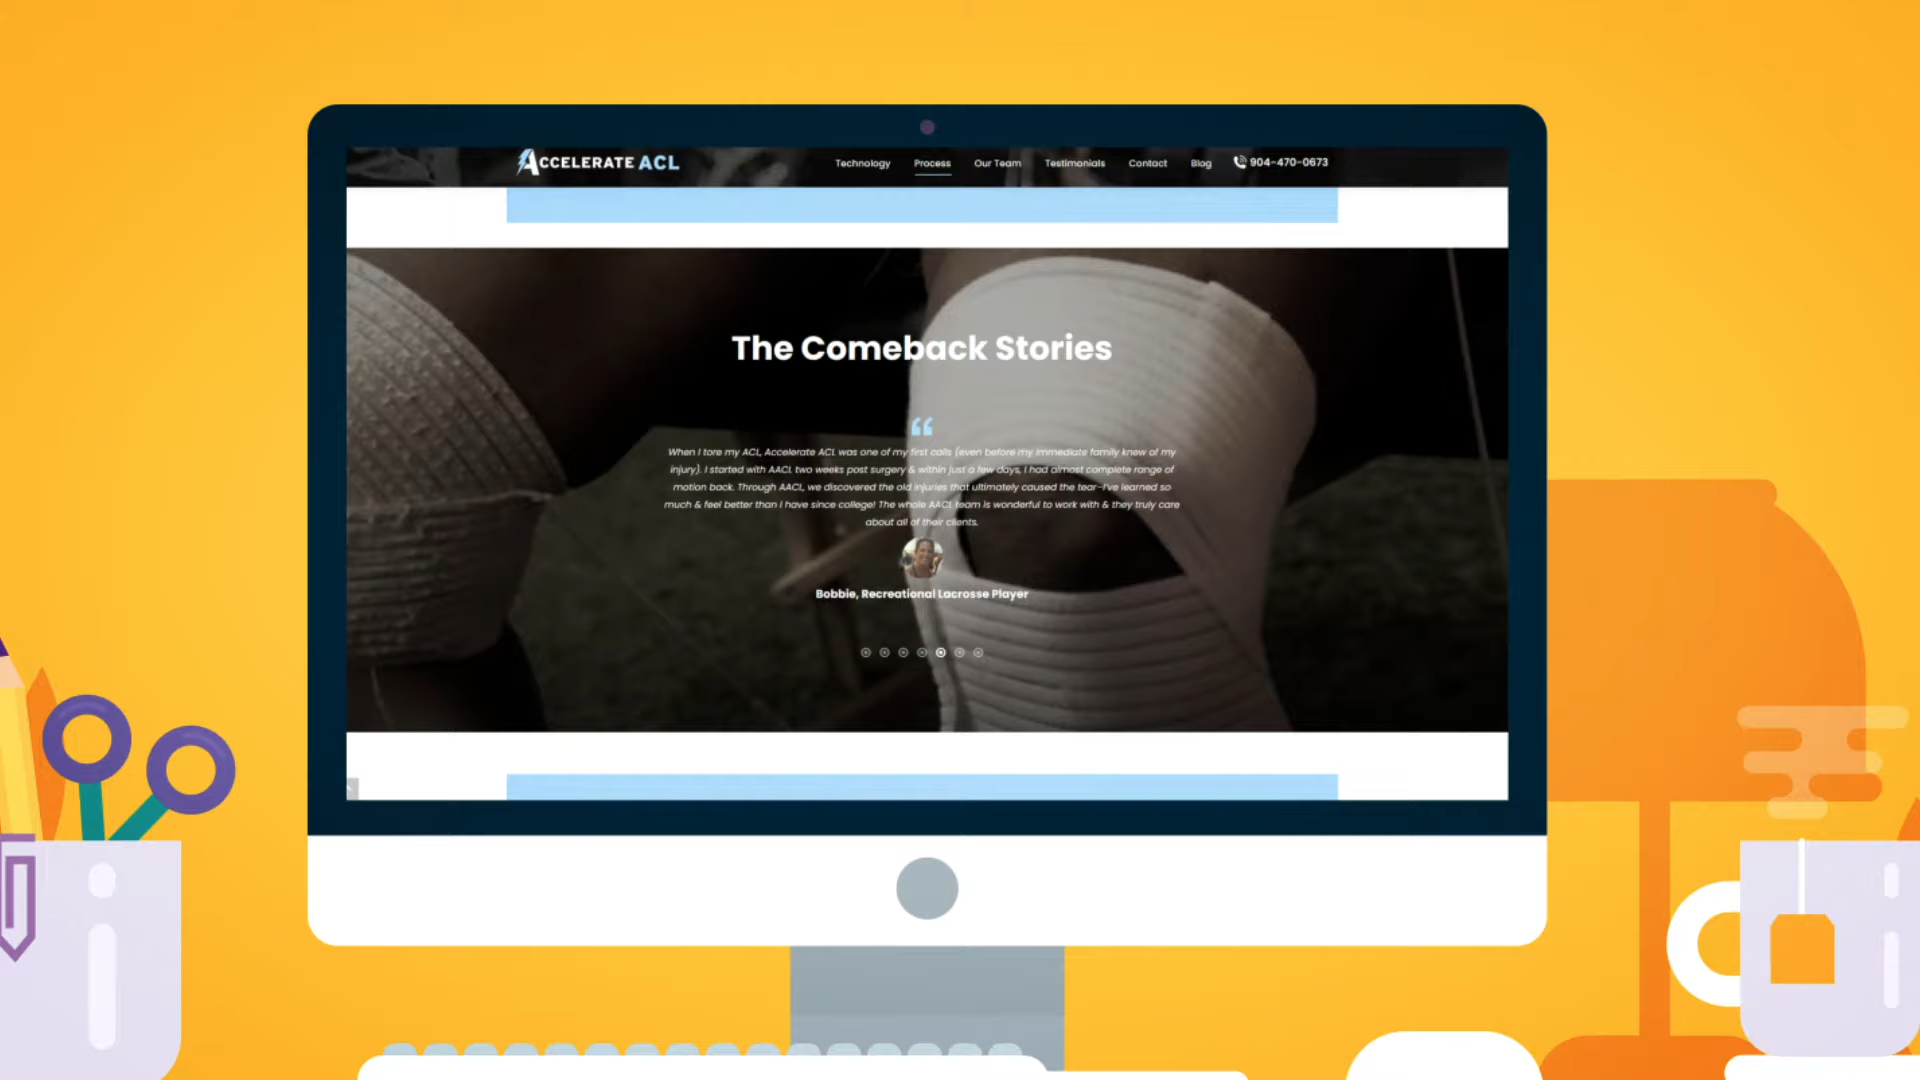 ACCELERATE ACL
Technology Process Our Team Testimonials Contact Blog 904-470-0673
The Comeback Stories
“
When I tore my ACL, Accelerate ACL was one of my first calls (even before my immediate family knew of my
injury). I started with AACL two weeks post surgery & within just a few days, I had almost complete range of
motion back. Through AACL, we discovered the old injuries that ultimately caused the tear-I've learned so
much & feel better than I have since college! The whole AACL team is wonderful to work with & they truly care
about all of their clients.
Bobbie, Recreational Lacrosse Player